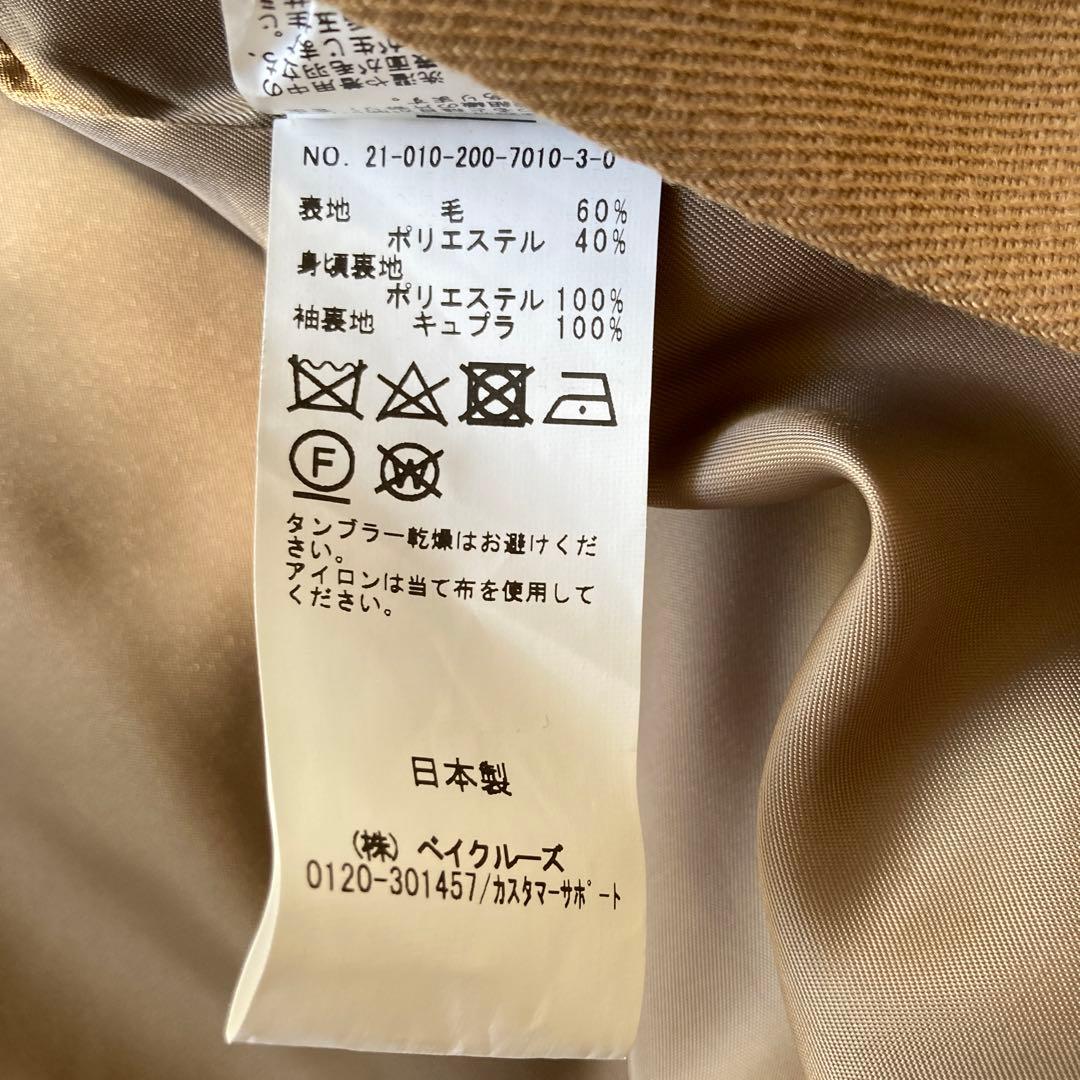 NO. 21-010-200-7010-3-0
表地 毛 60%
ポリエステル 40%
身頃裏地
ポリエステル 100%
袖裏地 キュプラ 100%
F
W
タンブラー乾燥はお避けくだ
さい。
アイロンは当て布を使用して
ください。
日本製
(株) ベイクルーズ
0120-301457/カスタマーサポート